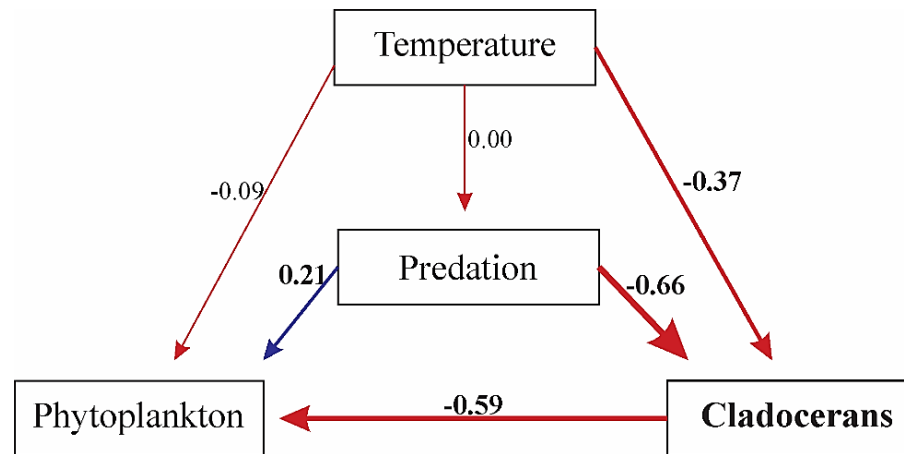 Temperature
0.00
-0.09
-0.37
Predation
0.21
-0.66
Phytoplankton
-0.59
Cladocerans